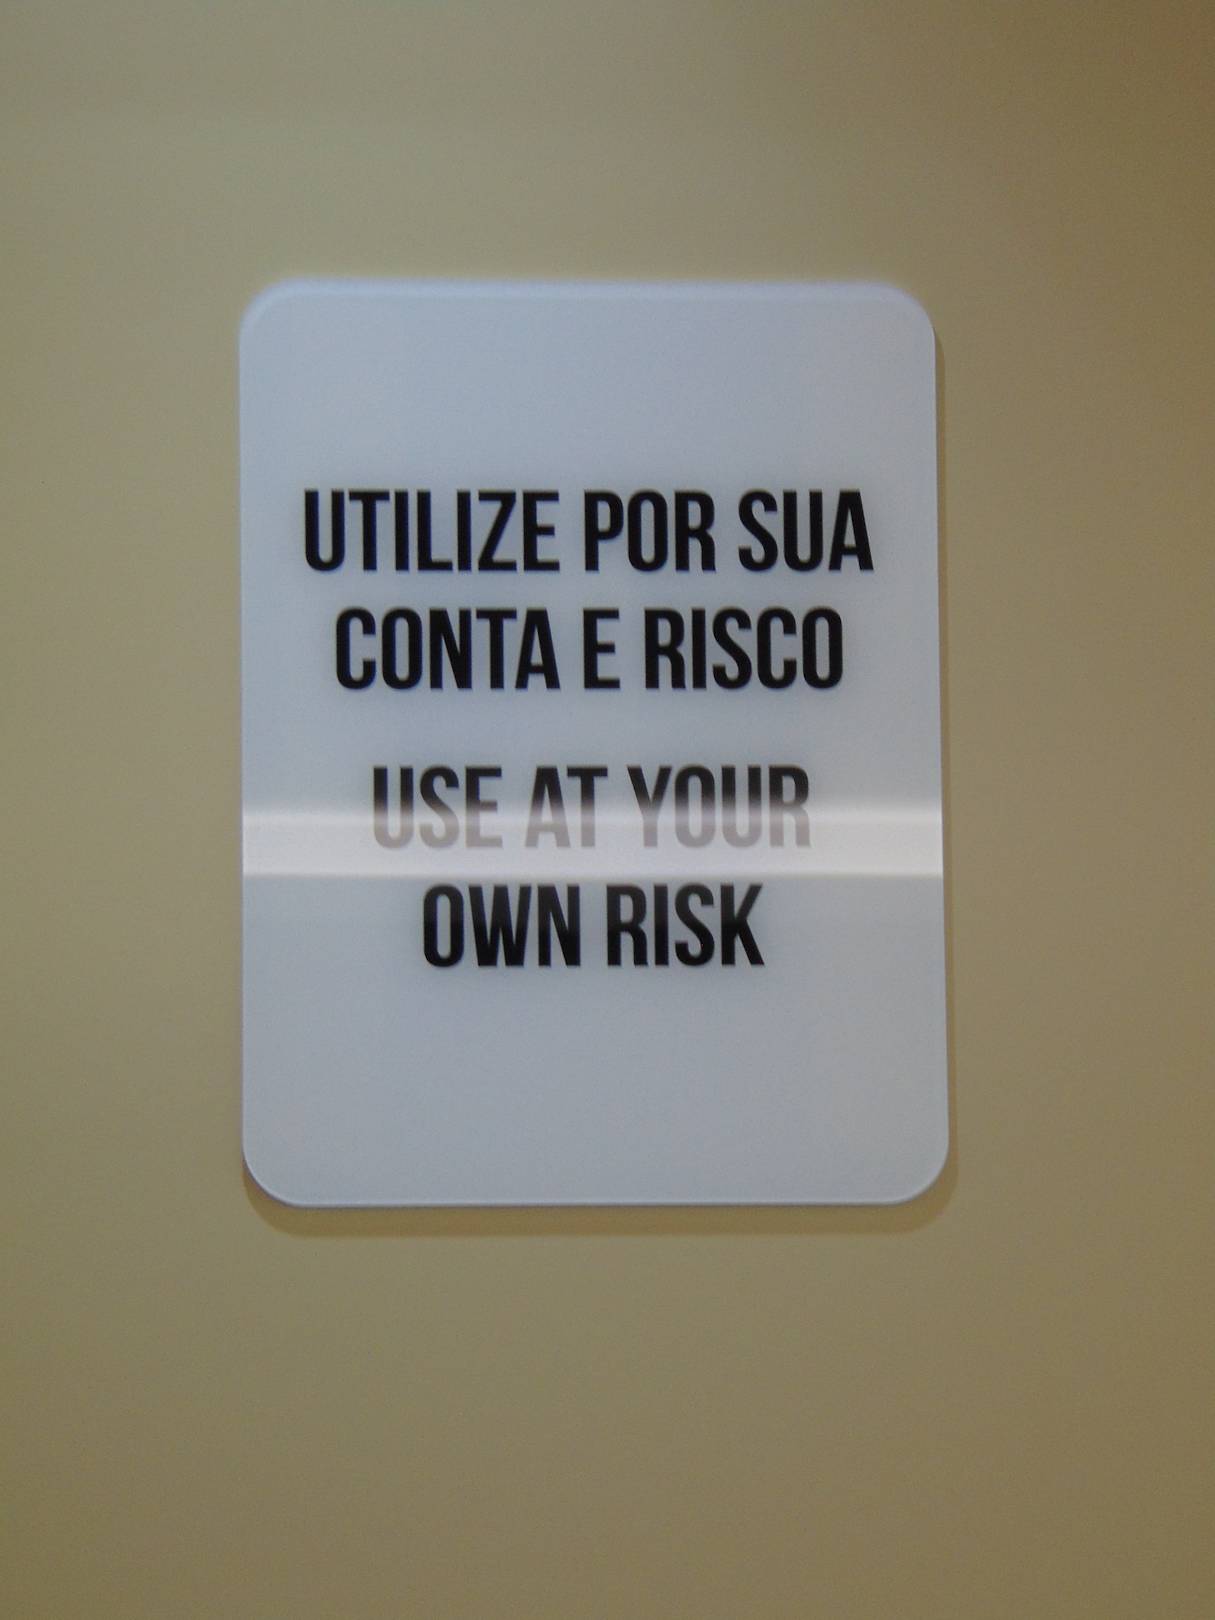 UTILIZE POR SUA
CONTA E RISCO
USE AT YOUR
OWN RISK